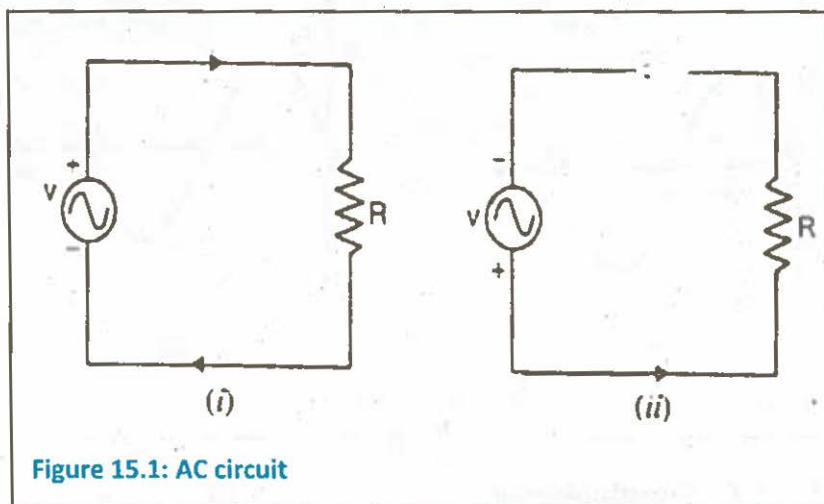 +
V
-
R
(i)
-
V
+
R
(ii)
Figure 15.1: AC circuit